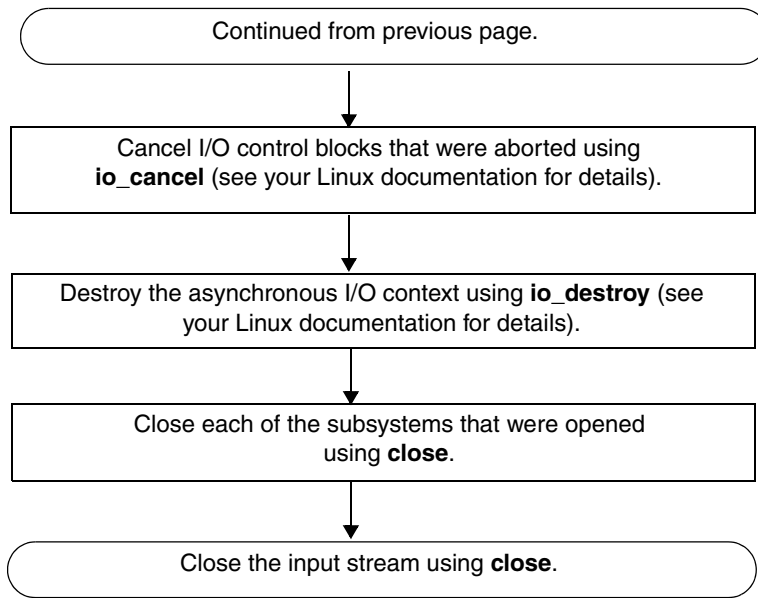 Continued from previous page.
Cancel I/O control blocks that were aborted using
io_cancel (see your Linux documentation for details).
Destroy the asynchronous I/O context using io_destroy (see
your Linux documentation for details).
Close each of the subsystems that were opened
using close.
Close the input stream using close.